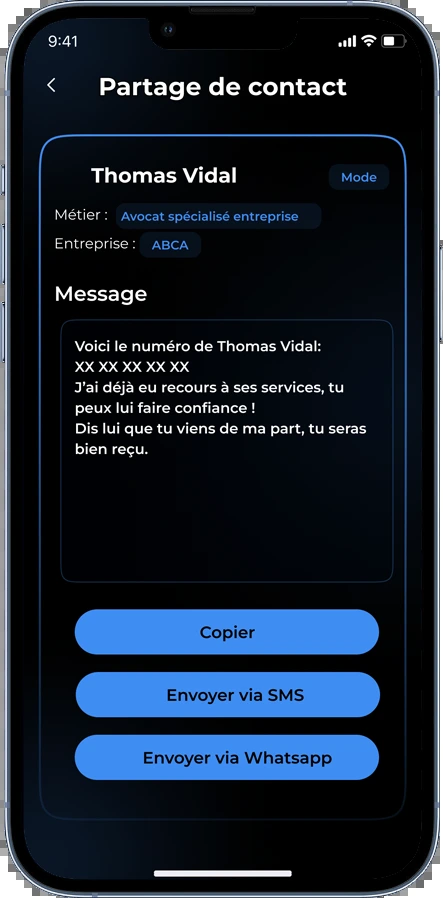 9:41
Partage de contact
Thomas Vidal
Mode
Métier : Avocat spécialisé entreprise
Entreprise : ABCA
Message
Voici le numéro de Thomas Vidal:
XX XX XX XX XX
J'ai déjà eu recours à ses services, tu
peux lui faire confiance !
Dis lui que tu viens de ma part, tu seras
bien reçu.
Copier
Envoyer via SMS
Envoyer via Whatsapp